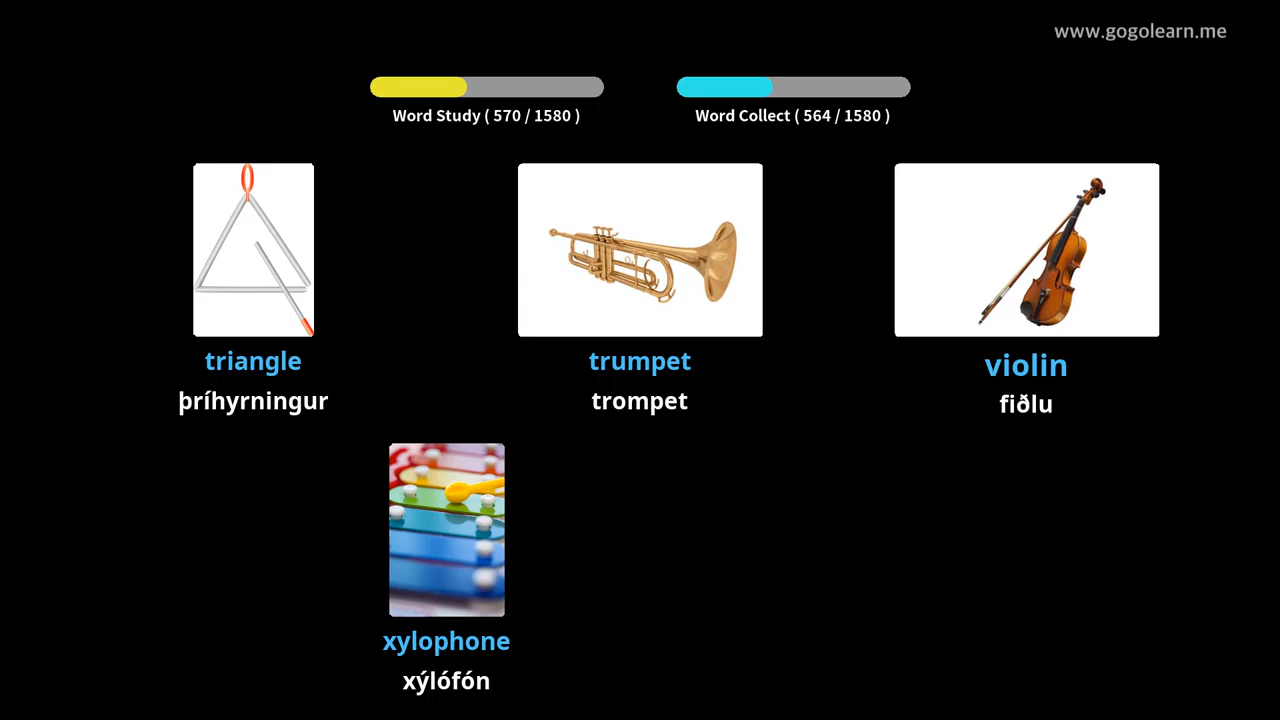 www.gogolearn.me
Word Study ( 570 / 1580 )
Word Collect ( 564 / 1580 )
triangle
þríhyrningur
trumpet
trompet
violin
fiðlu
xylophone
xýlófón